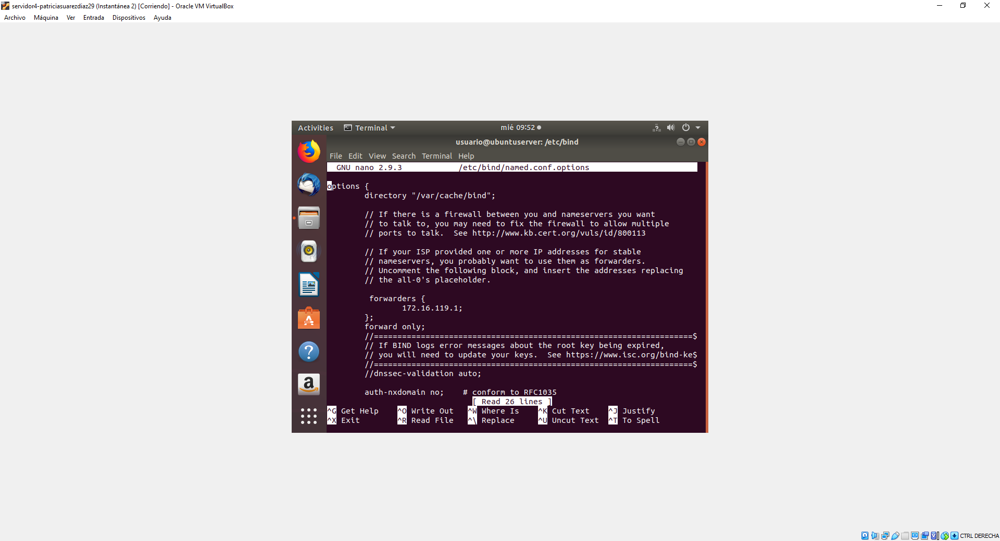 servidor4-patriciasuarezdiaz29 (Instantánea 2) [Corriendo] - Oracle VM VirtualBox
Archivo Máquina Ver Entrada Dispositivos Ayuda
Activities Terminal mié 09:52
usuario@ubuntuserver: /etc/bind
File Edit View Search Terminal Help
GNU nano 2.9.3 /etc/bind/named.conf.options
options {
directory "/var/cache/bind";
// If there is a firewall between you and nameservers you want
// to talk to, you may need to fix the firewall to allow multiple
// ports to talk.  See http://www.kb.cert.org/vuls/id/800113
// If your ISP provided one or more IP addresses for stable
// nameservers, you probably want to use them as forwarders.
// Uncomment the following block, and insert the addresses replacing
// the all-0's placeholder.
forwarders {
172.16.119.1;
};
forward only;
//====================================================================$
// If BIND logs error messages about the root key being expired,
// you will need to update your keys.  See https://www.isc.org/bind-ke$
//====================================================================$
//dnssec-validation auto;
auth-nxdomain no;    # conform to RFC1035
[ Read 26 lines ]
^G Get Help ^O Write Out ^W Where Is ^K Cut Text ^J Justify
^X Exit ^R Read File ^\ Replace ^U Uncut Text ^T To Spell
CTRL DERECHA